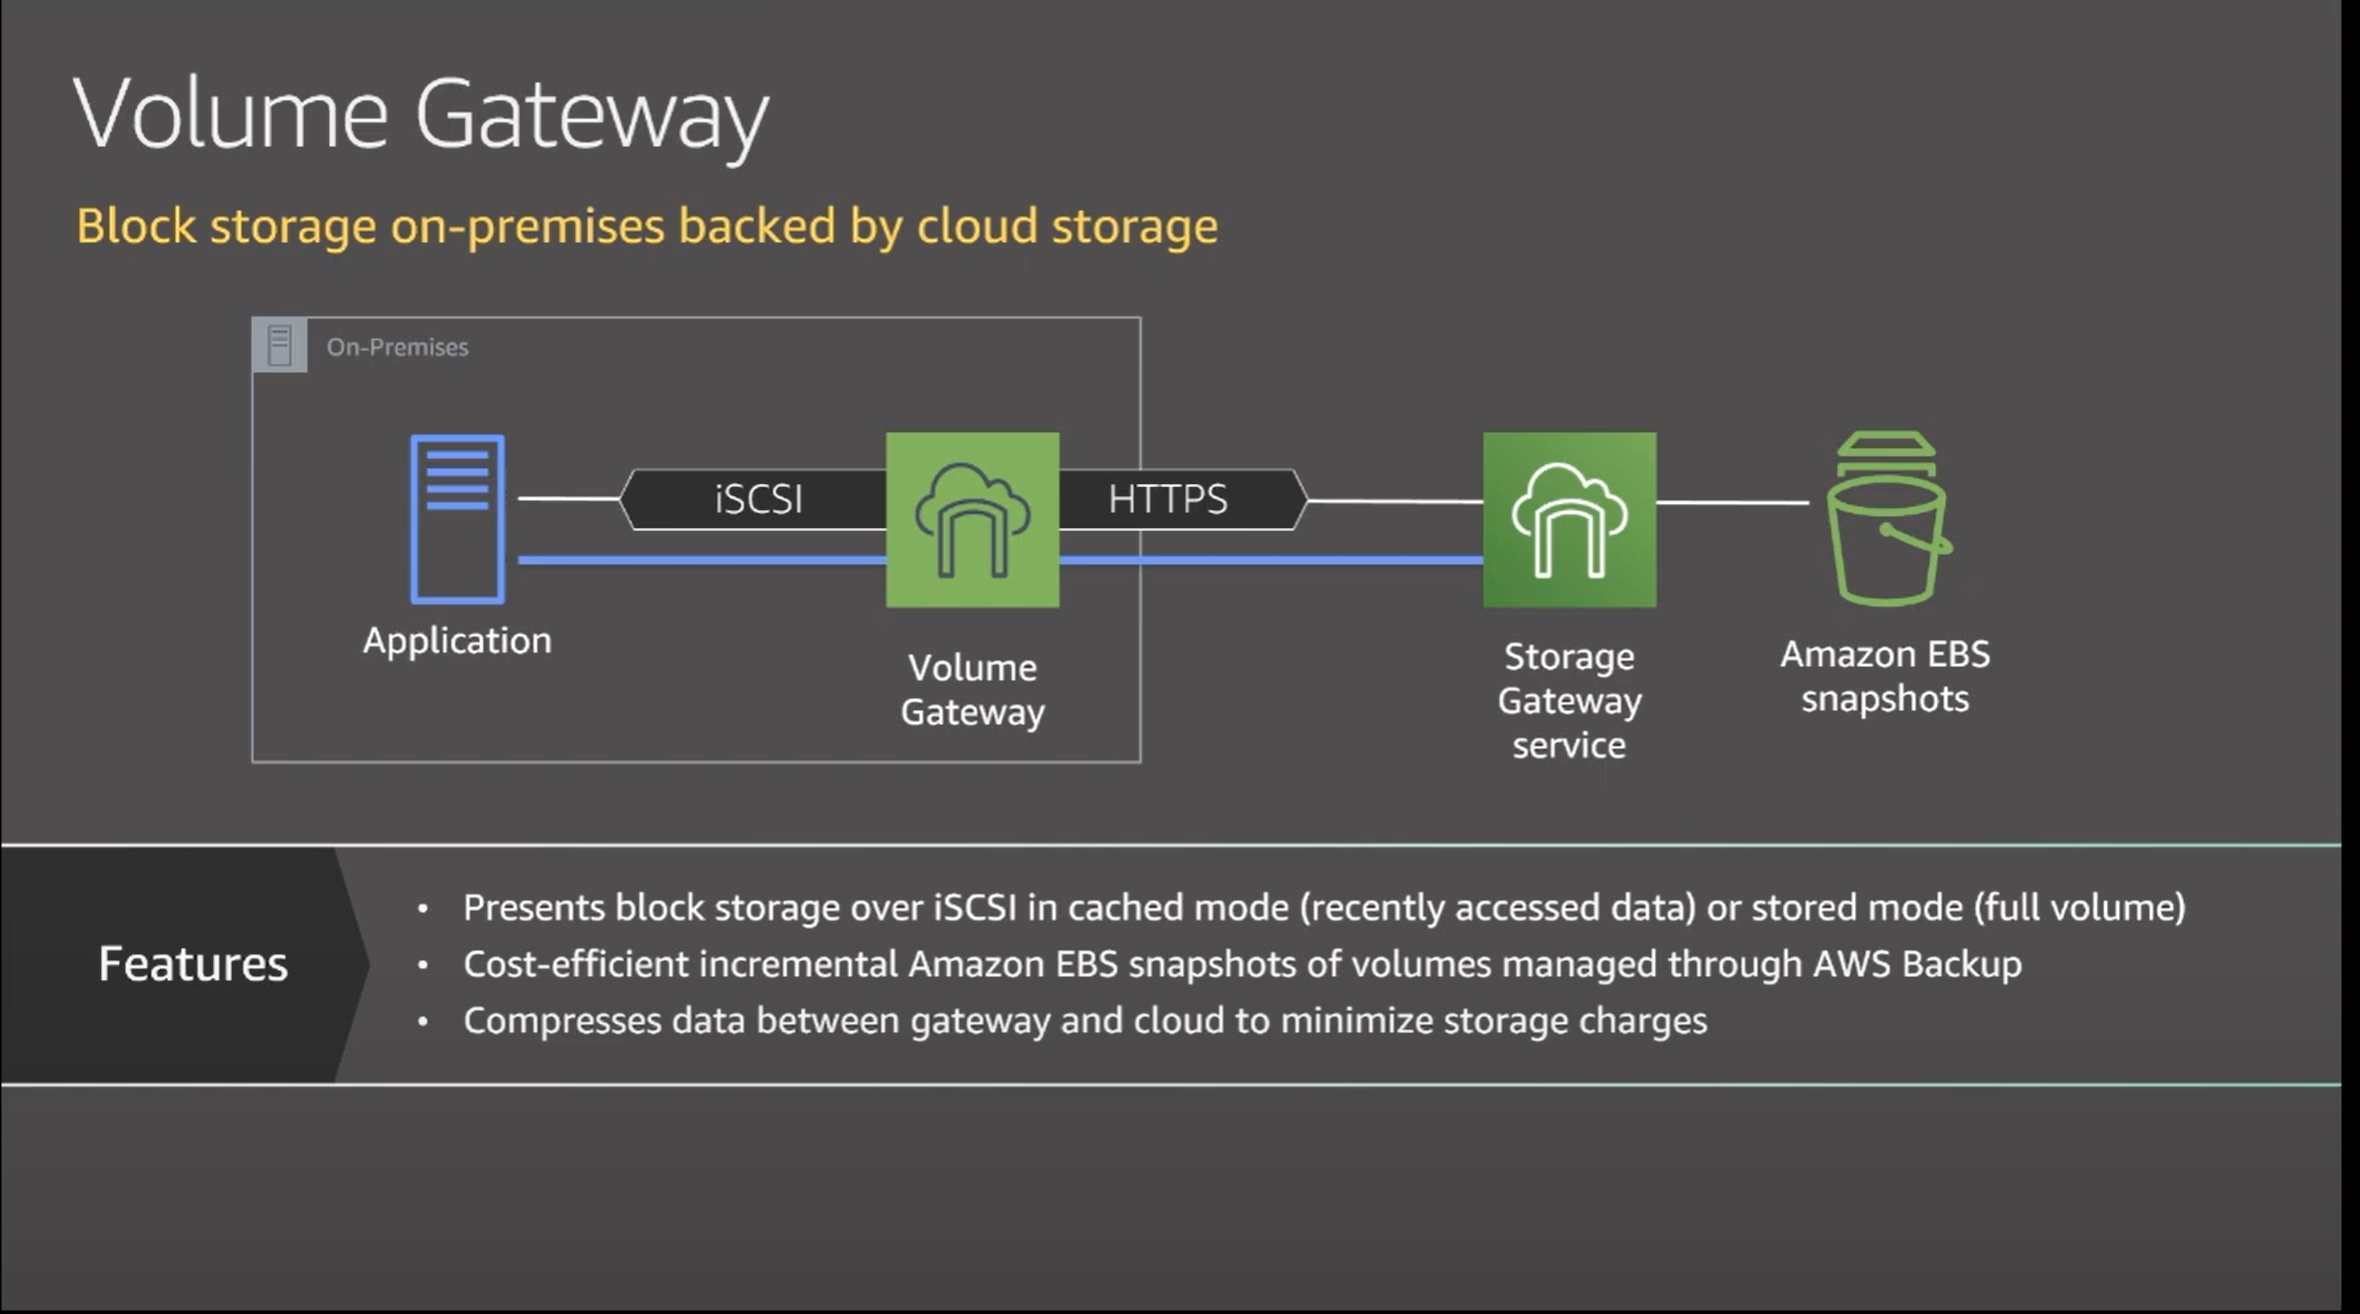 Volume Gateway
Block storage on-premises backed by cloud storage
On-Premises
iSCSI
HTTPS
Application
Volume
Gateway
Storage
Gateway
service
Amazon EBS
snapshots
Features
• Presents block storage over iSCSI in cached mode (recently accessed data) or stored mode (full volume)
• Cost-efficient incremental Amazon EBS snapshots of volumes managed through AWS Backup
• Compresses data between gateway and cloud to minimize storage charges